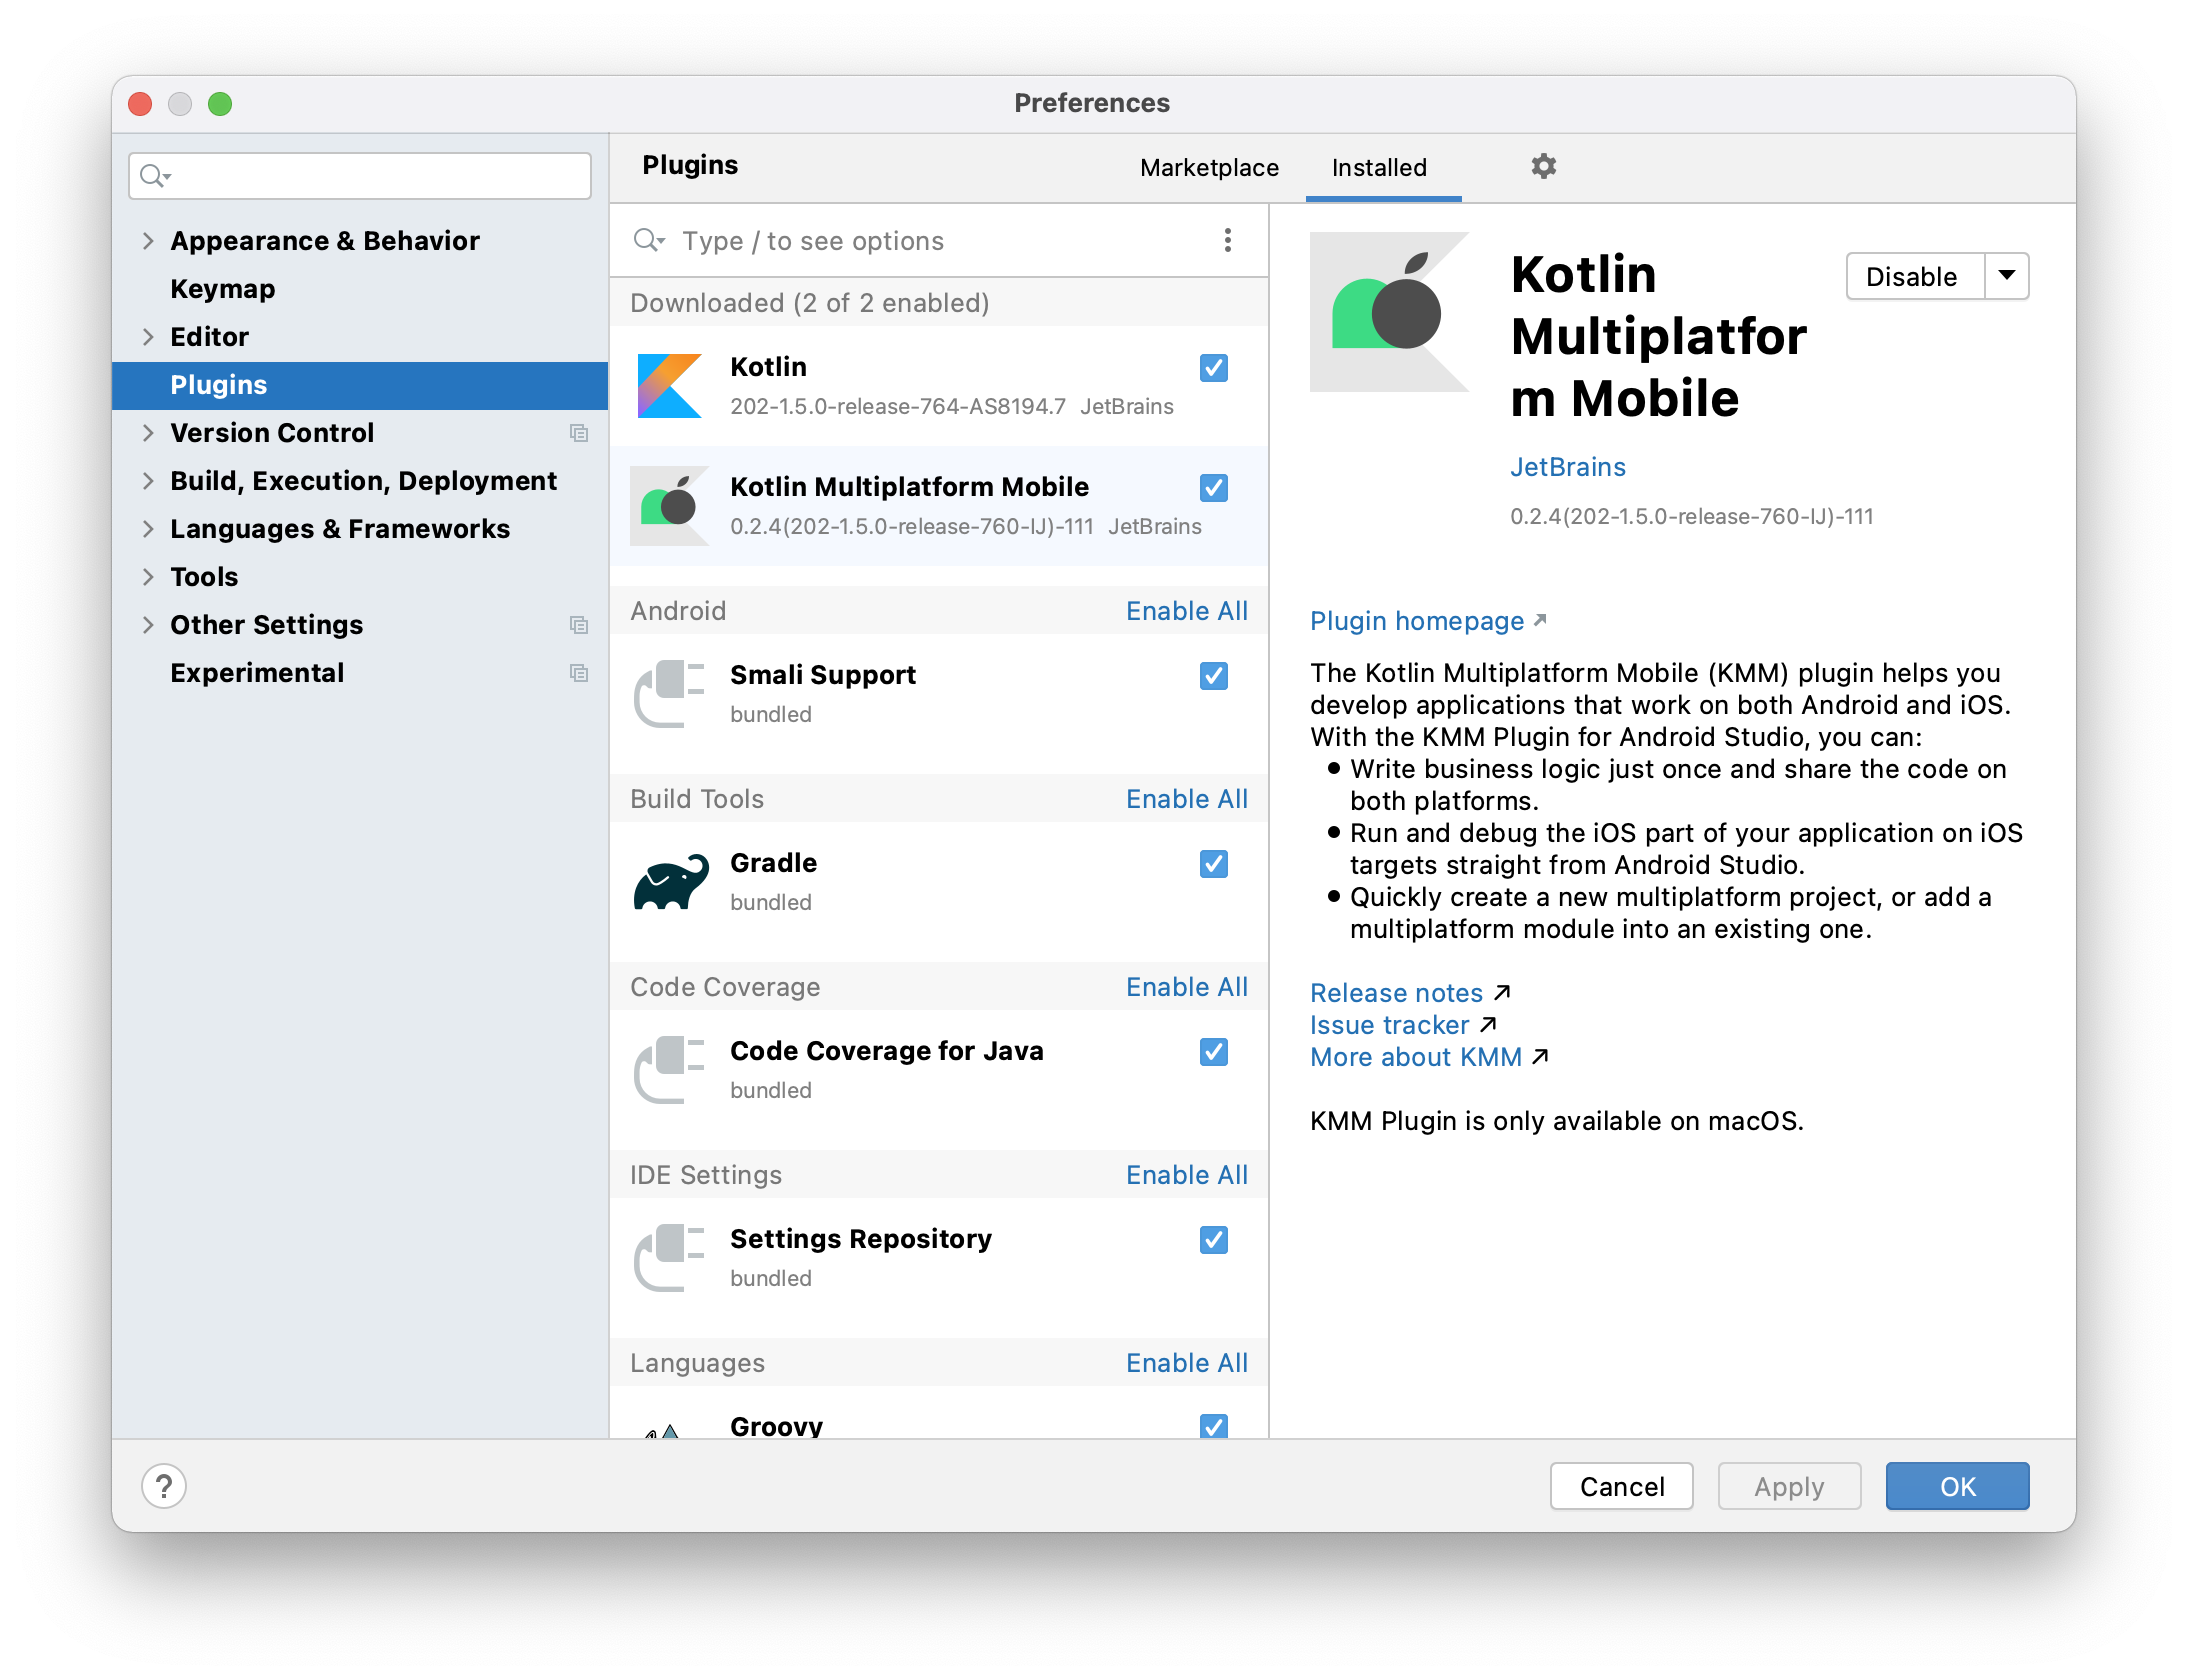 Preferences
Appearance & Behavior
Keymap
Editor
Plugins
Version Control
Build, Execution, Deployment
Languages & Frameworks
Tools
Other Settings
Experimental
Plugins
Marketplace
Installed
Type / to see options
Downloaded (2 of 2 enabled)
Kotlin
202-1.5.0-release-764-AS8194.7 JetBrains
Kotlin Multiplatform Mobile
0.2.4(202-1.5.0-release-760-IJ)-111 JetBrains
Android Enable All
Smali Support
bundled
Build Tools Enable All
Gradle
bundled
Code Coverage Enable All
Code Coverage for Java
bundled
IDE Settings Enable All
Settings Repository
bundled
Languages Enable All
Groovy
Kotlin
Multiplatfor
m Mobile
Disable
JetBrains
0.2.4(202-1.5.0-release-760-IJ)-111
Plugin homepage
The Kotlin Multiplatform Mobile (KMM) plugin helps you
develop applications that work on both Android and iOS.
With the KMM Plugin for Android Studio, you can:
● Write business logic just once and share the code on
both platforms.
● Run and debug the iOS part of your application on iOS
targets straight from Android Studio.
● Quickly create a new multiplatform project, or add a
multiplatform module into an existing one.
Release notes ↗
Issue tracker ↗
More about KMM ↗
KMM Plugin is only available on macOS.
?
Cancel
Apply
OK